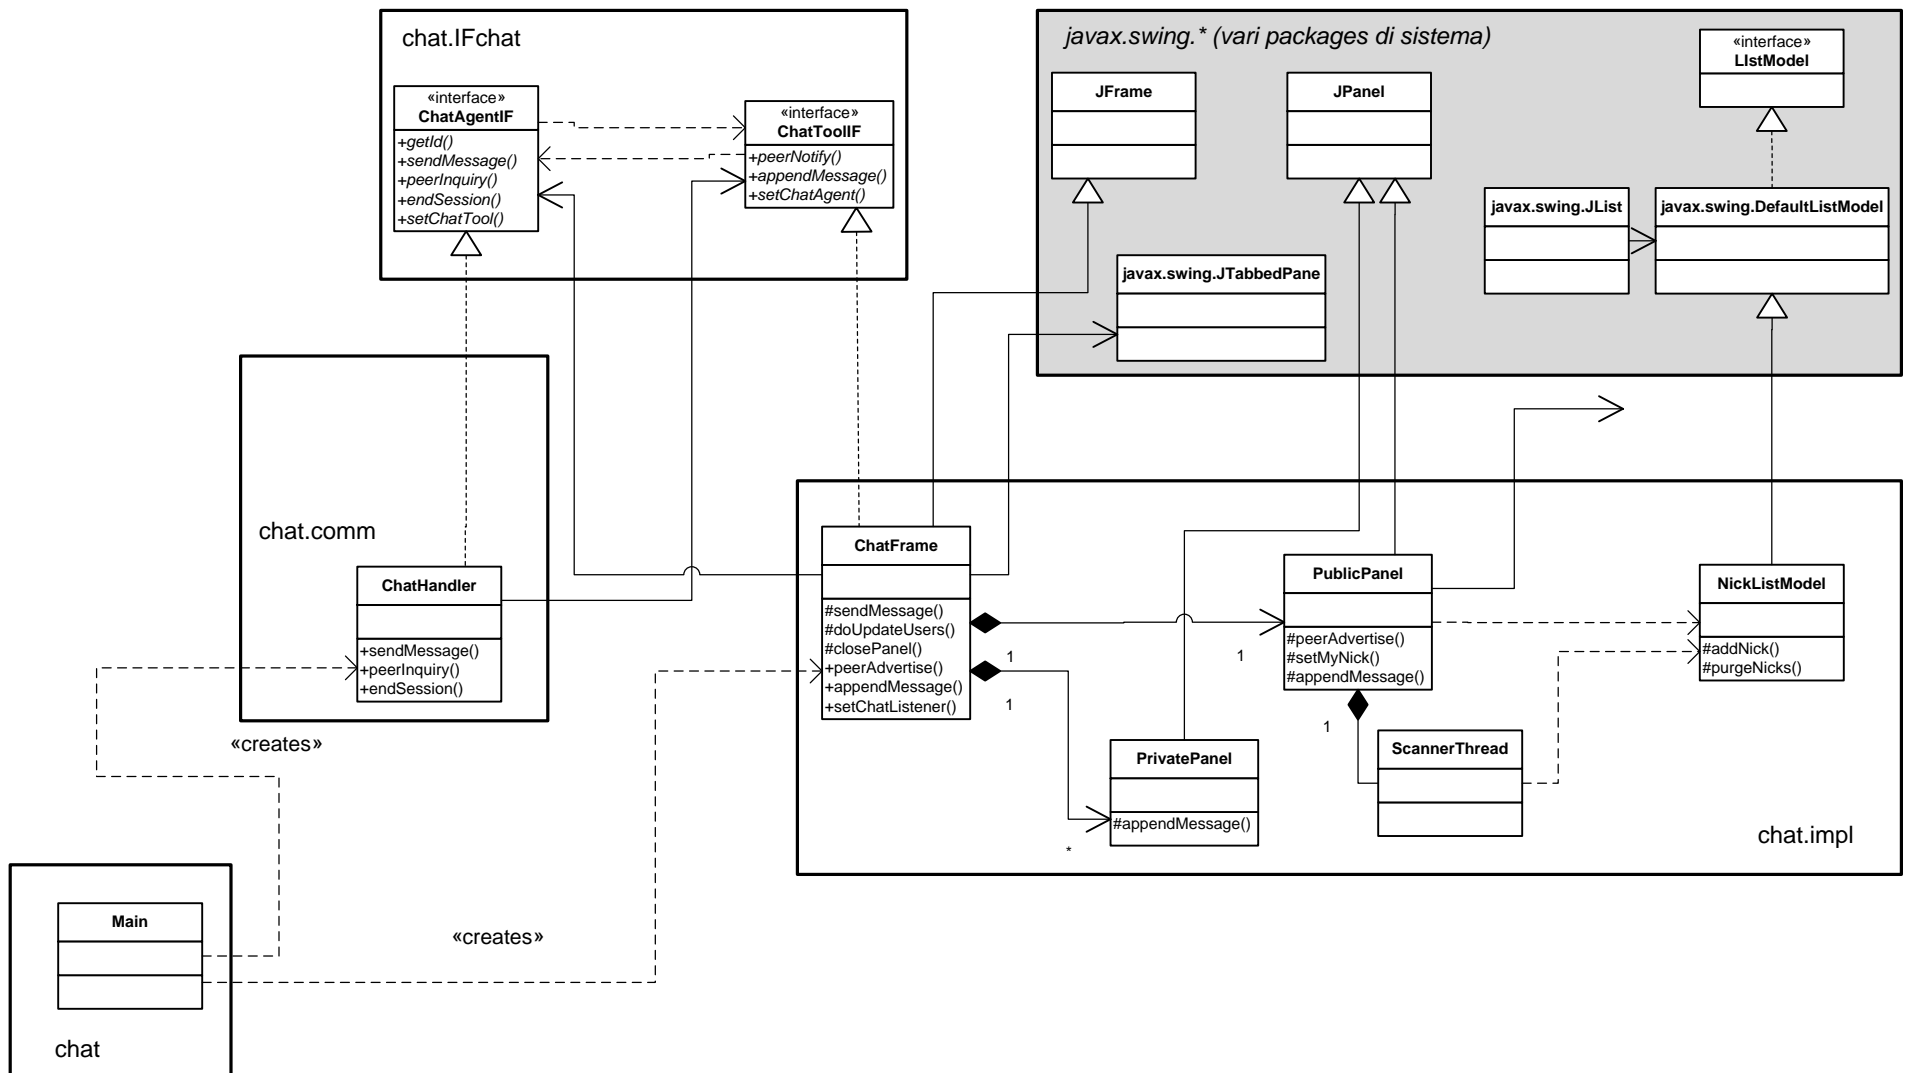 chat.IFchat
«interface»
ChatAgentIF
+getId()
+sendMessage()
+peerInquiry()
+endSession()
+setChatTool()
«interface»
ChatToolIF
+peerNotify()
+appendMessage()
+setChatAgent()
javax.swing.* (vari packages di sistema)
JFrame
JPanel
«interface»
LIstModel
javax.swing.JList
javax.swing.DefaultListModel
javax.swing.JTabbedPane
chat.comm
ChatHandler
+sendMessage()
+peerInquiry()
+endSession()
«creates»
ChatFrame
#sendMessage()
#doUpdateUsers()
#closePanel()
+peerAdvertise()
+appendMessage()
+setChatListener()
1
1
1
PublicPanel
#peerAdvertise()
#setMyNick()
#appendMessage()
1
NickListModel
#addNick()
#purgeNicks()
PrivatePanel
#appendMessage()
*
ScannerThread
chat.impl
Main
«creates»
chat